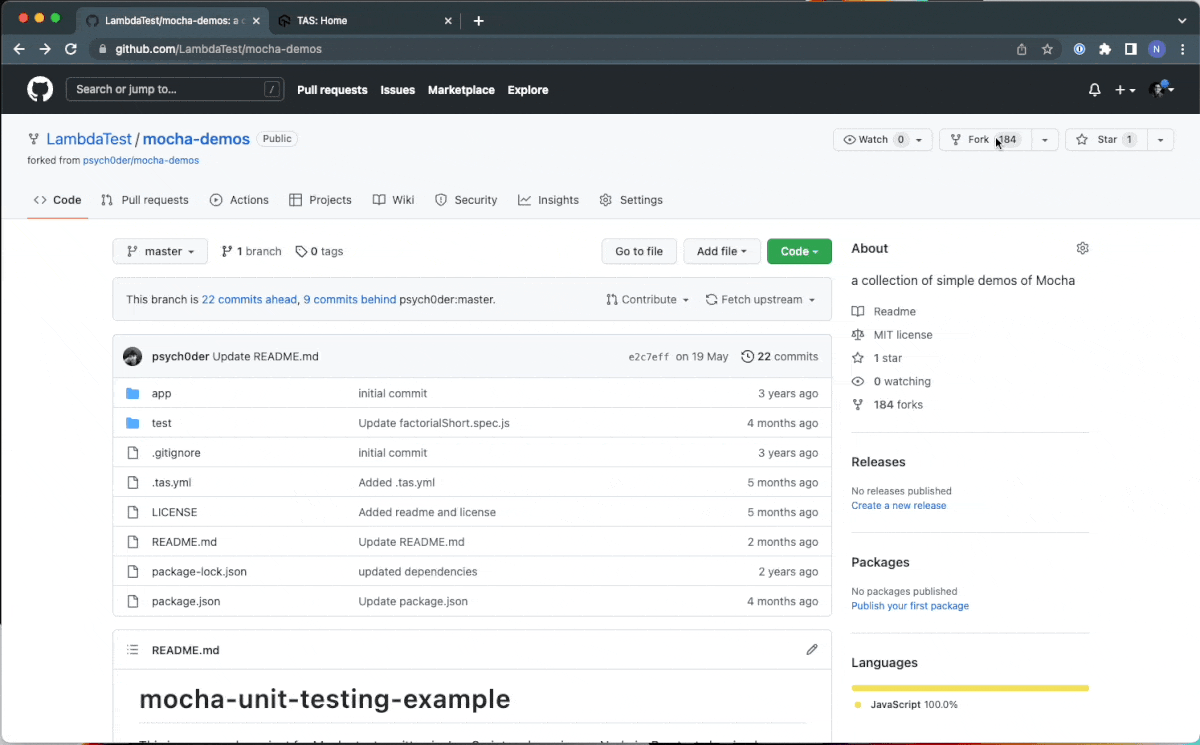 LambdaTest/mocha-demos: a c
TAS: Home
github.com/LambdaTest/mocha-demos
N
Search or jump to... /
Pull requests Issues Marketplace Explore
LambdaTest / mocha-demos Public
Watch 0 Fork 184 Star 1
forked from psych0der/mocha-demos
Code Pull requests Actions Projects Wiki Security Insights Settings
master 1 branch 0 tags Go to file Add file Code
This branch is 22 commits ahead, 9 commits behind psych0der:master. Contribute Fetch upstream
psych0der Update README.md e2c7eff on 19 May 22 commits
app initial commit 3 years ago
test Update factorialShort.spec.js 4 months ago
.gitignore initial commit 3 years ago
.tas.yml Added .tas.yml 5 months ago
LICENSE Added readme and license 5 months ago
README.md Update README.md 2 months ago
package-lock.json updated dependencies 2 years ago
package.json Update package.json 4 months ago
README.md
mocha-unit-testing-example
About
a collection of simple demos of Mocha
Readme
MIT license
1 star
0 watching
184 forks
Releases
No releases published
Create a new release
Packages
No packages published
Publish your first package
Languages
JavaScript 100.0%